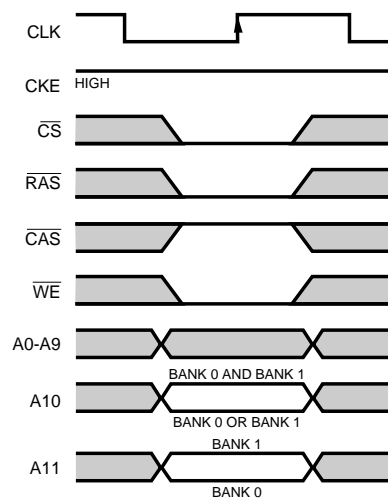 CLK
CKE HIGH
CS
RAS
CAS
WE
A0-A9
BANK 0 AND BANK 1
A10
BANK 0 OR BANK 1
BANK 1
A11
BANK 0